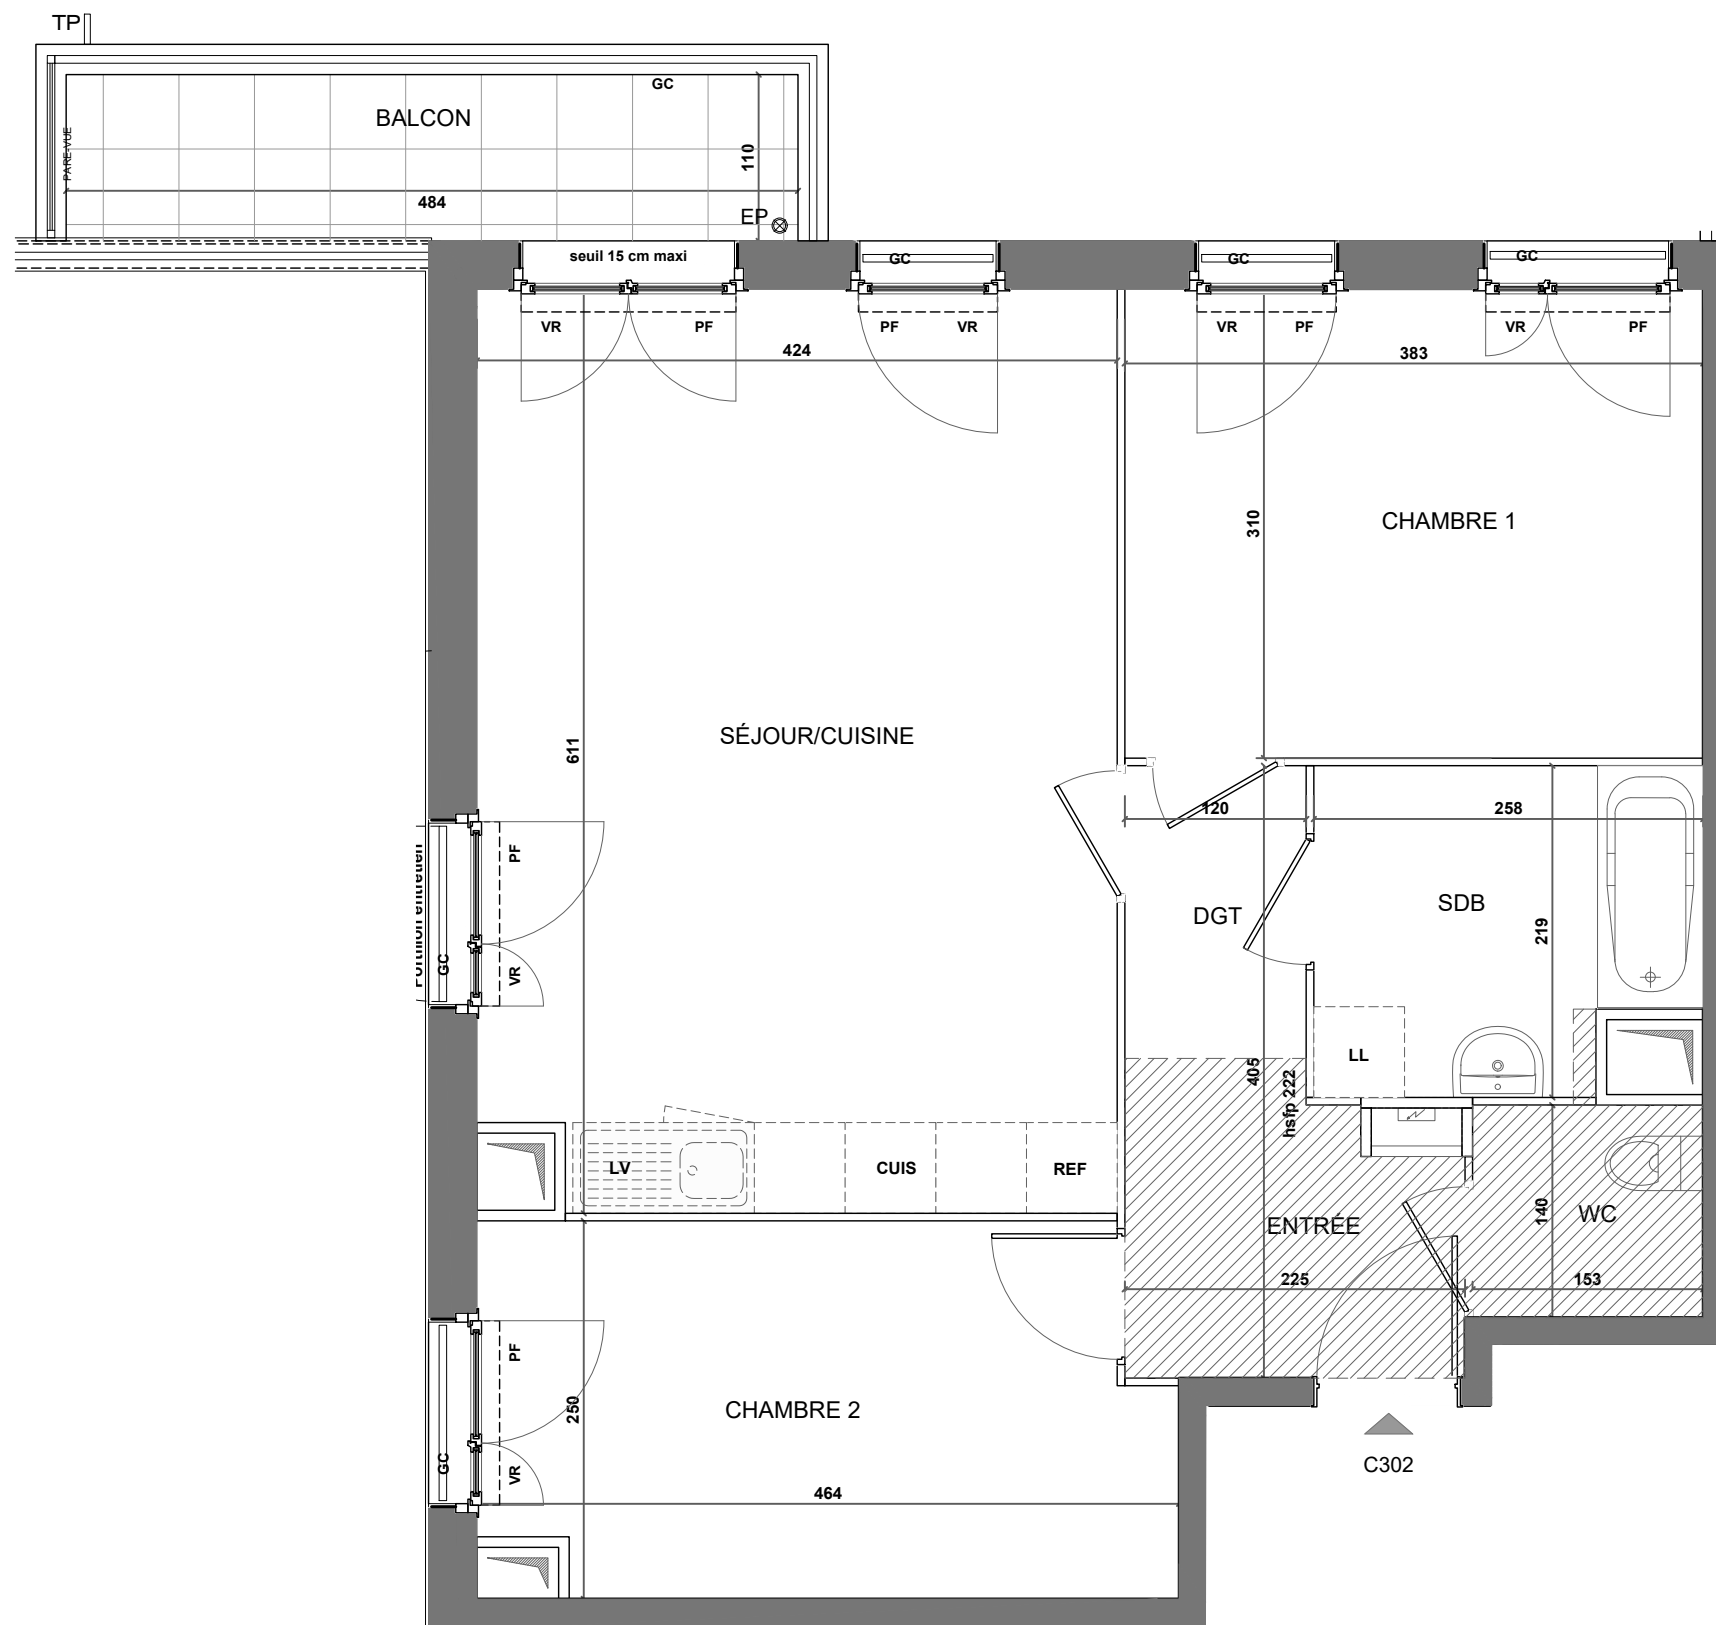 TP
GC
BALCON
PARE-VUE
110
484
EP
seuil 15 cm maxi
GC
GC
GC
VR
PF
PF
VR
VR
PF
VR
PF
424
383
310
CHAMBRE 1
SÉJOUR/CUISINE
611
120
258
PF
GC
VR
DGT
SDB
219
405
hsfp 222
LL
LV
CUIS
REF
140
WC
ENTRÉE
225
153
PF
GC
VR
250
CHAMBRE 2
464
C302